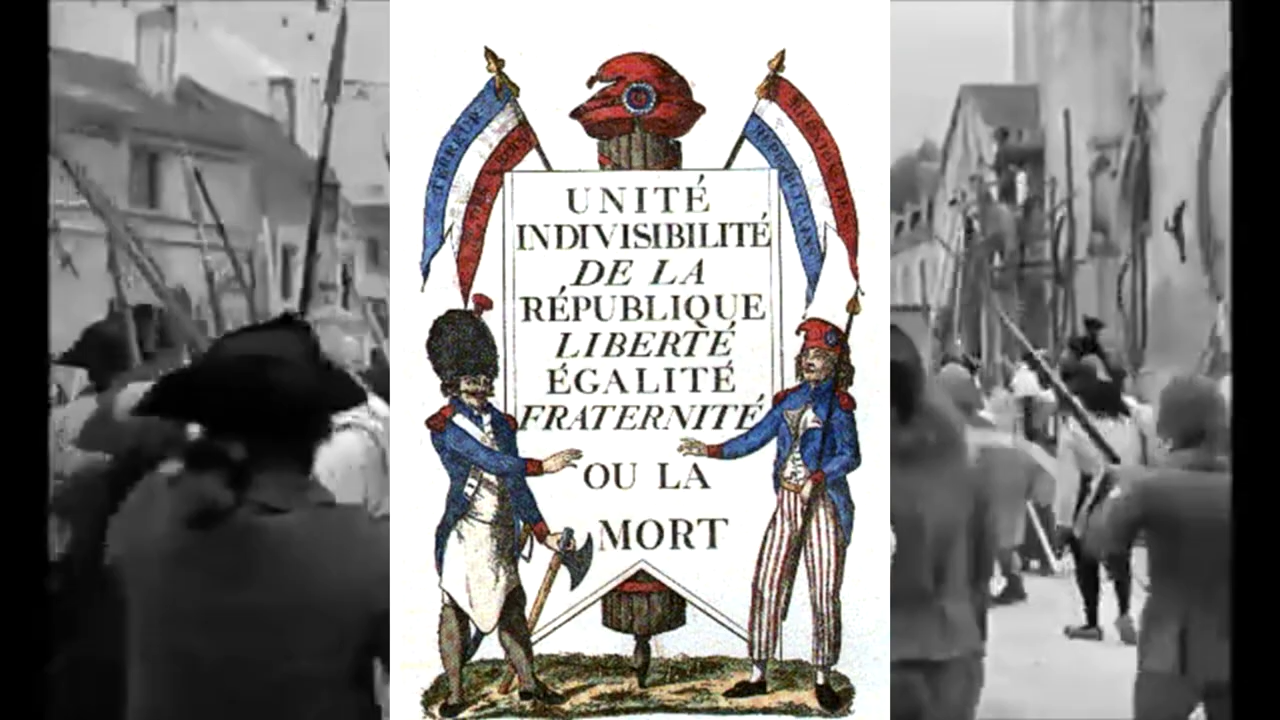 UNITÉ
INDIVISIBILITÉ
DE LA
RÉPUBLIQUE
LIBERTÉ
ÉGALITÉ
FRATERNITÉ
OU LA
MORT